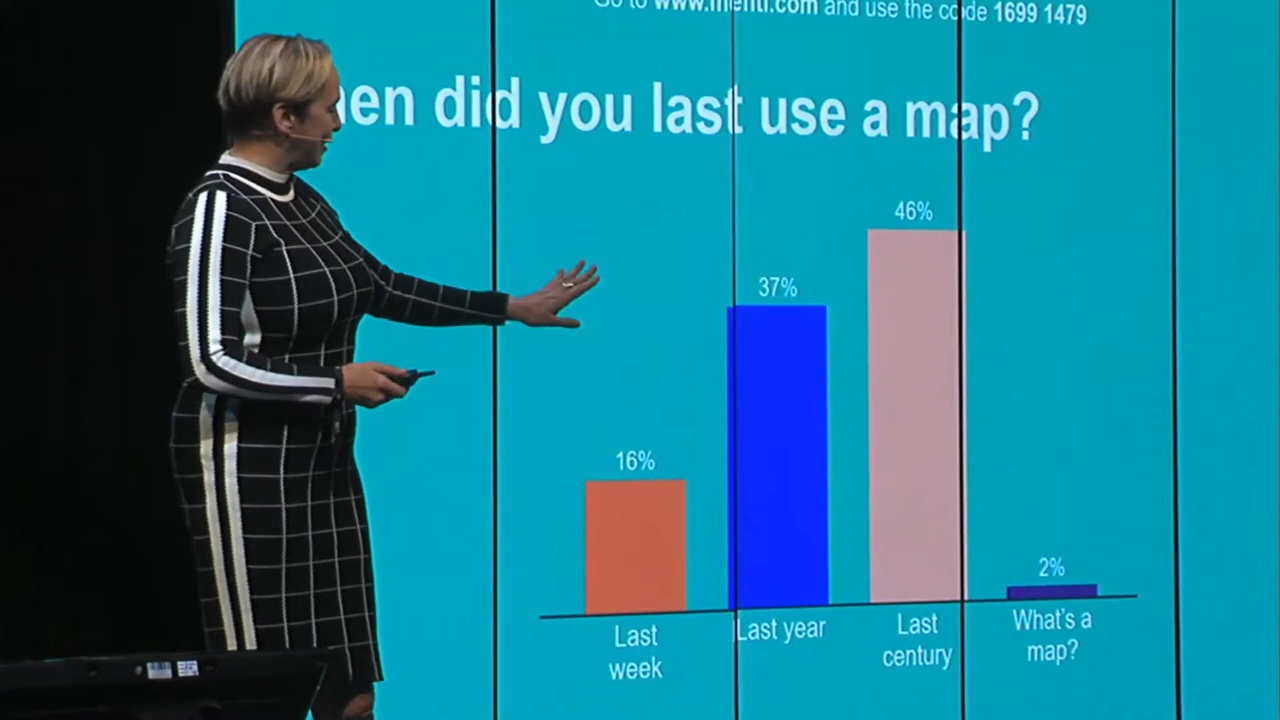 Go to www.menti.com and use the code 1699 1479
en did you last use a map?
46%
37%
16%
2%
Last week
Last year
Last century
What's a map?